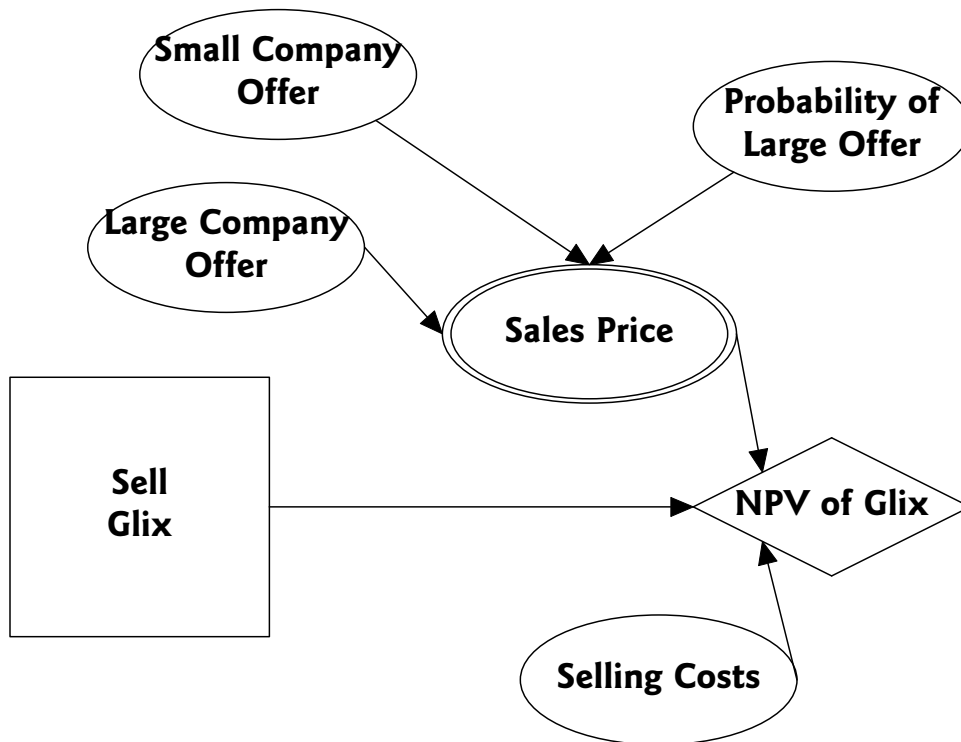 Small Company
Offer
Probability of
Large Offer
Large Company
Offer
Sales Price
Sell
Glix
NPV of Glix
Selling Costs